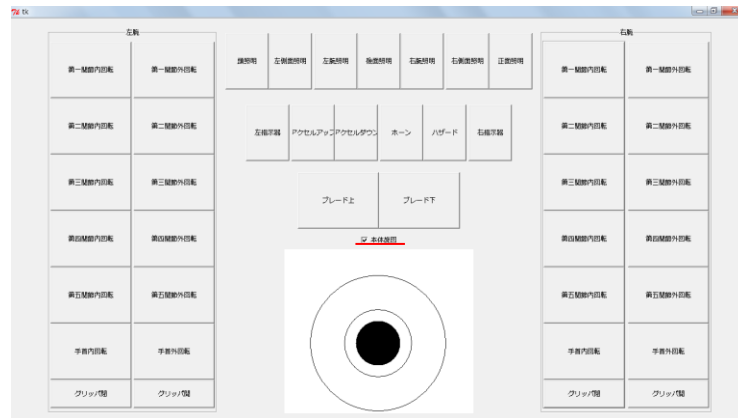 tk
左腕
右腕
第一関節内回転 第一関節外回転
頭照明 左側面照明 左腕照明 後面照明 右腕照明 右側面照明 正面照明
第一関節内回転 第一関節外回転
第二関節内回転 第二関節外回転
左指示器 アクセルアップ アクセルダウン ホーン ハザード 右指示器
第二関節内回転 第二関節外回転
第三関節内回転 第三関節外回転
ブレード上 ブレード下
第三関節内回転 第三関節外回転
第四関節内回転 第四関節外回転
本体旋回
第四関節内回転 第四関節外回転
第五関節内回転 第五関節外回転
第五関節内回転 第五関節外回転
手首内回転 手首外回転
手首内回転 手首外回転
グリッパ閉 グリッパ開
グリッパ閉 グリッパ開